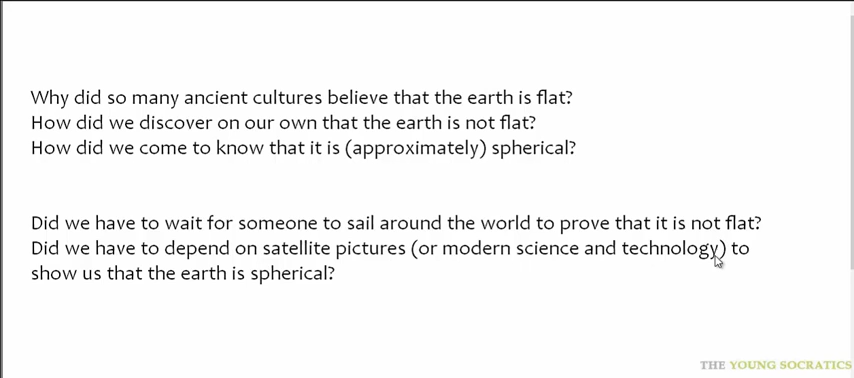 Why did so many ancient cultures believe that the earth is flat?
How did we discover on our own that the earth is not flat?
How did we come to know that it is (approximately) spherical?
Did we have to wait for someone to sail around the world to prove that it is not flat?
Did we have to depend on satellite pictures (or modern science and technology) to
show us that the earth is spherical?
THE YOUNG SOCRATICS